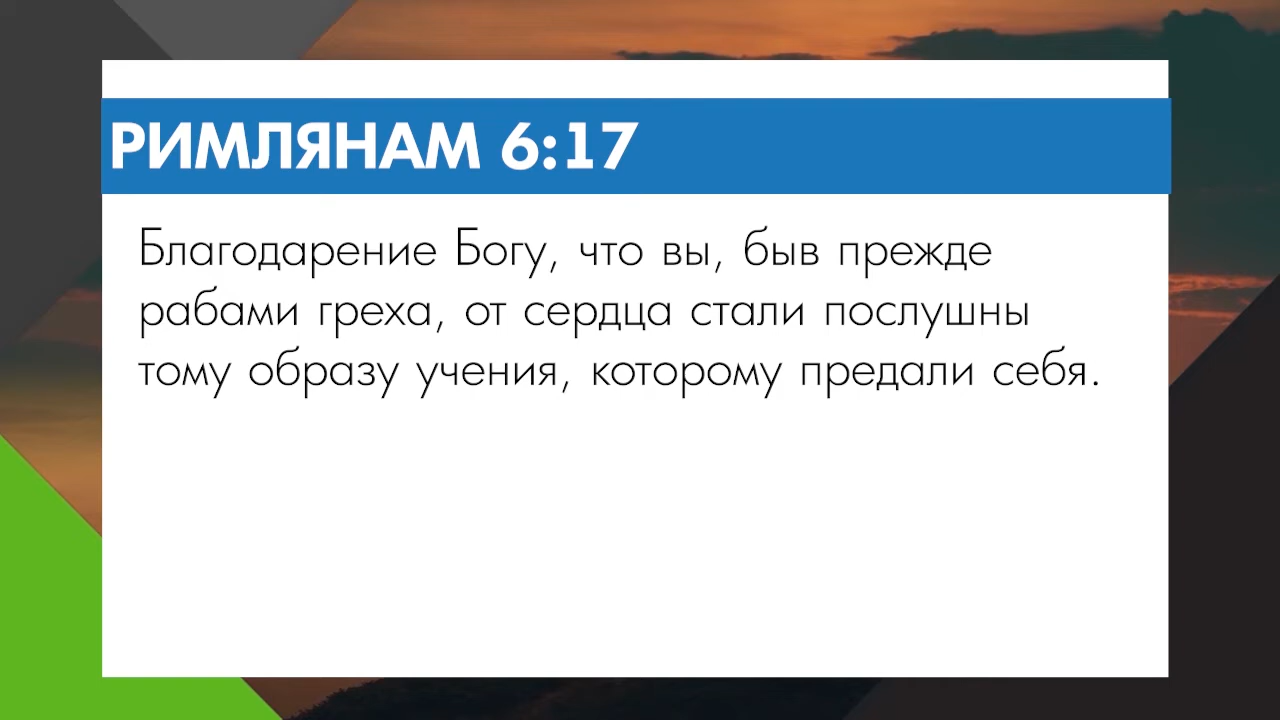 РИМЛЯНАМ 6:17
Благодарение Богу, что вы, быв прежде
рабами греха, от сердца стали послушны
тому образу учения, которому предали себя.